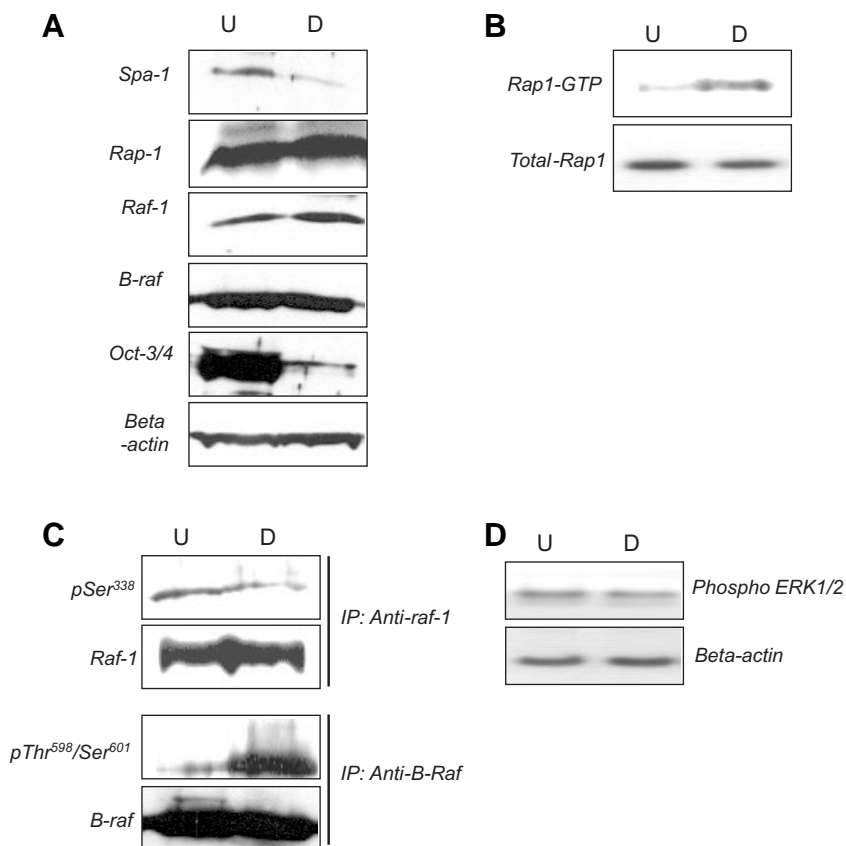 A
U D
Spa-1
Rap-1
Raf-1
B-raf
Oct-3/4
Beta
-actin
B
U D
Rap1-GTP
Total-Rap1
C
U D
pSer338
Raf-1
IP: Anti-raf-1
pThr598/Ser601
B-raf
IP: Anti-B-Raf
D
U D
Phospho ERK1/2
Beta-actin